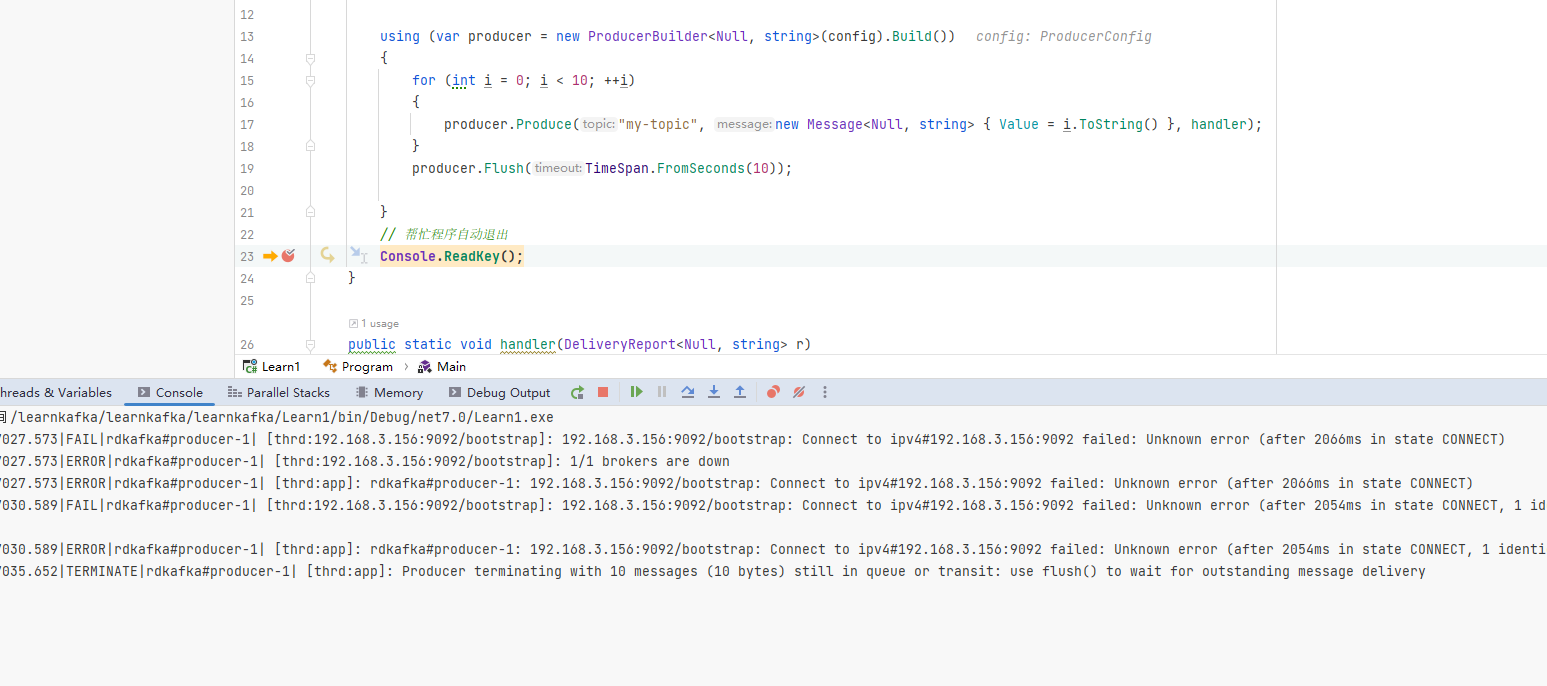 12
13 using (var producer = new ProducerBuilder<Null, string>(config).Build()) config: ProducerConfig
14 {
15 for (int i = 0; i < 10; ++i)
16 {
17 producer.Produce( topic: "my-topic", message: new Message<Null, string> { Value = i.ToString() }, handler);
18 }
19 producer.Flush( timeout: TimeSpan.FromSeconds(10));
20
21 }
22 // 帮忙程序自动退出
23 Console.ReadKey();
24 }
25
1 usage
26 public static void handler(DeliveryReport<Null, string> r)
Learn1 Program › Main
hreads & Variables Console Parallel Stacks Memory Debug Output
/learnkafka/learnkafka/learnkafka/Learn1/bin/Debug/net7.0/Learn1.exe
7027.573|FAIL|rdkafka#producer-1| [thrd:192.168.3.156:9092/bootstrap]: 192.168.3.156:9092/bootstrap: Connect to ipv4#192.168.3.156:9092 failed: Unknown error (after 2066ms in state CONNECT)
7027.573|ERROR|rdkafka#producer-1| [thrd:192.168.3.156:9092/bootstrap]: 1/1 brokers are down
7027.573|ERROR|rdkafka#producer-1| [thrd:app]: rdkafka#producer-1: 192.168.3.156:9092/bootstrap: Connect to ipv4#192.168.3.156:9092 failed: Unknown error (after 2066ms in state CONNECT)
7030.589|FAIL|rdkafka#producer-1| [thrd:192.168.3.156:9092/bootstrap]: 192.168.3.156:9092/bootstrap: Connect to ipv4#192.168.3.156:9092 failed: Unknown error (after 2054ms in state CONNECT, 1 id
7030.589|ERROR|rdkafka#producer-1| [thrd:app]: rdkafka#producer-1: 192.168.3.156:9092/bootstrap: Connect to ipv4#192.168.3.156:9092 failed: Unknown error (after 2054ms in state CONNECT, 1 identi
7035.652|TERMINATE|rdkafka#producer-1| [thrd:app]: Producer terminating with 10 messages (10 bytes) still in queue or transit: use flush() to wait for outstanding message delivery